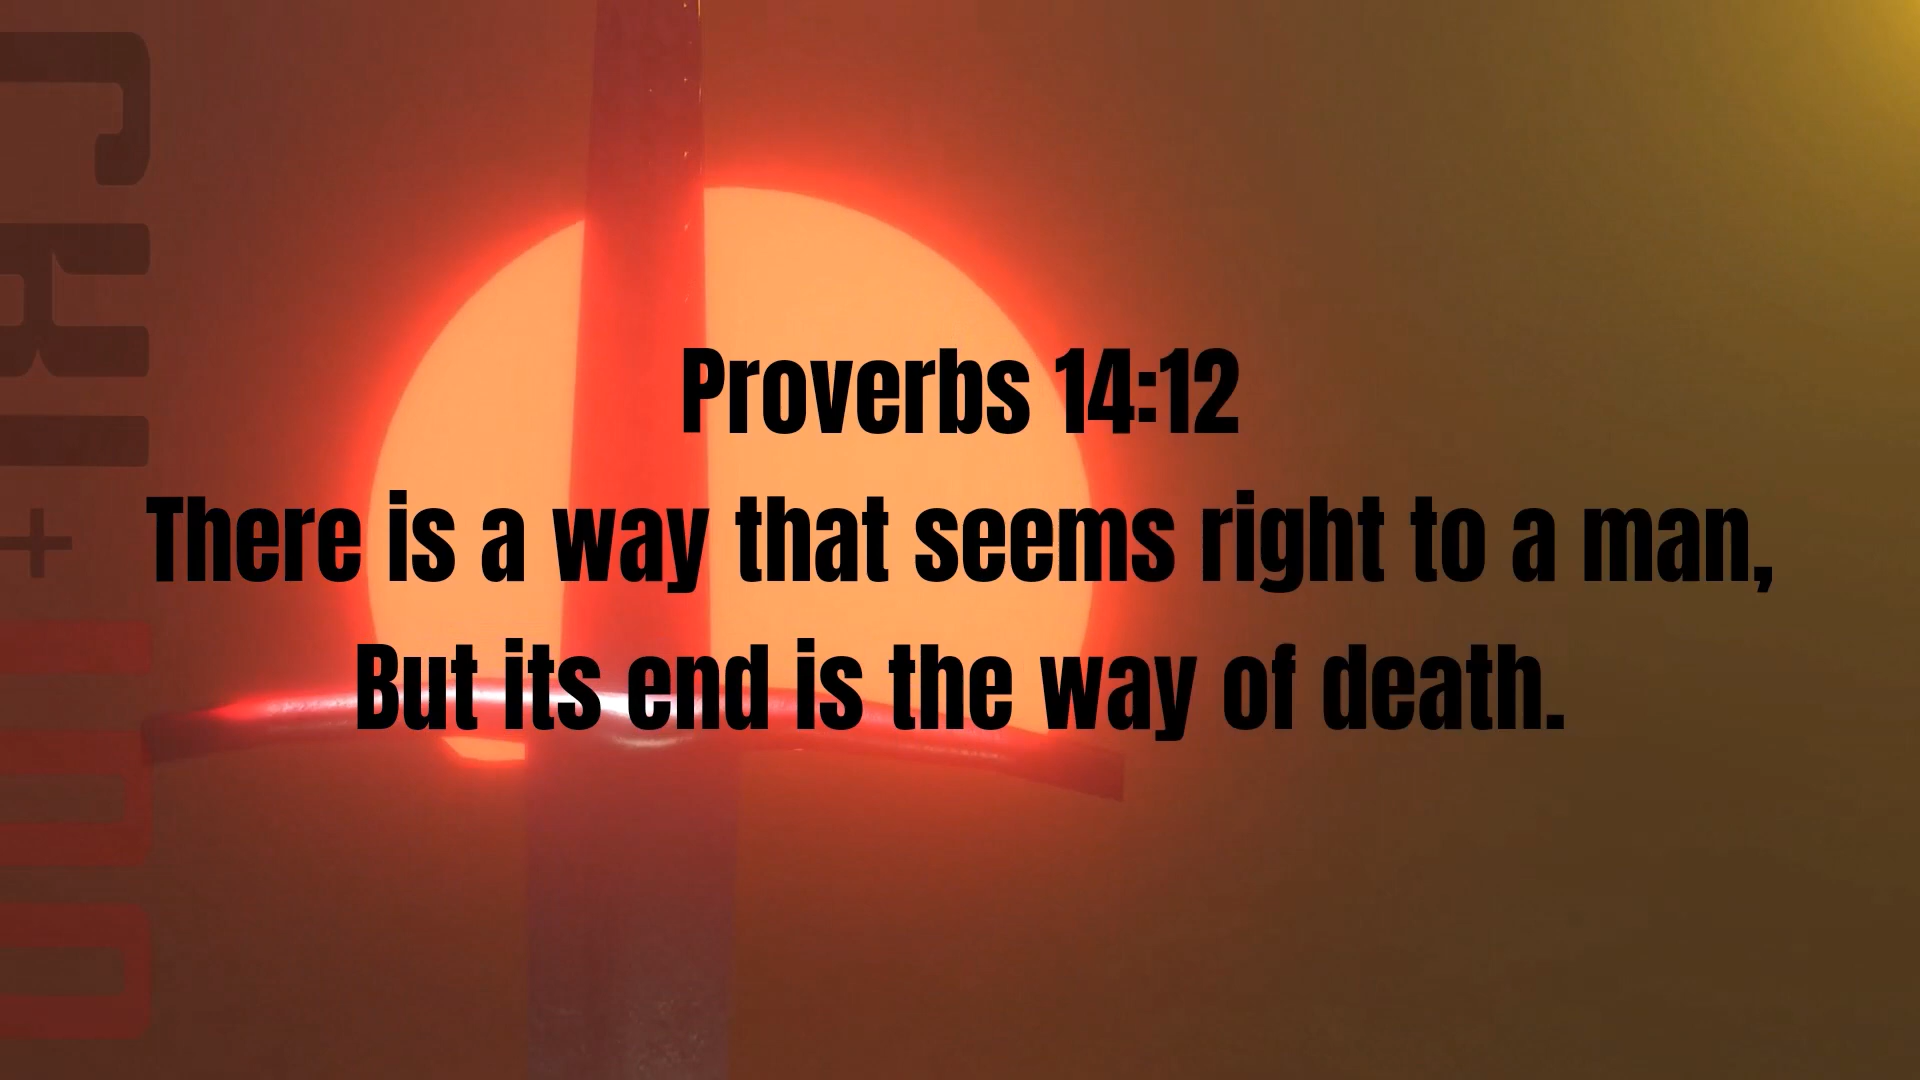 Proverbs 14:12
There is a way that seems right to a man,
But its end is the way of death.